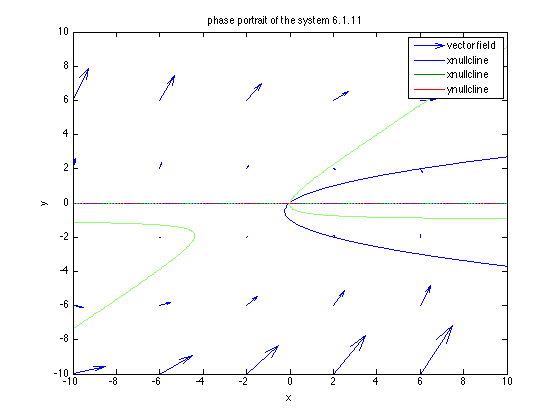 phase portrait of the system 6.1.11
vectorfield
xnullcline
xnullcline
ynullcline
10
8
6
4
2
0
-2
-4
-6
-8
-10
y
-10 -8 -6 -4 -2 0 2 4 6 8 10
x